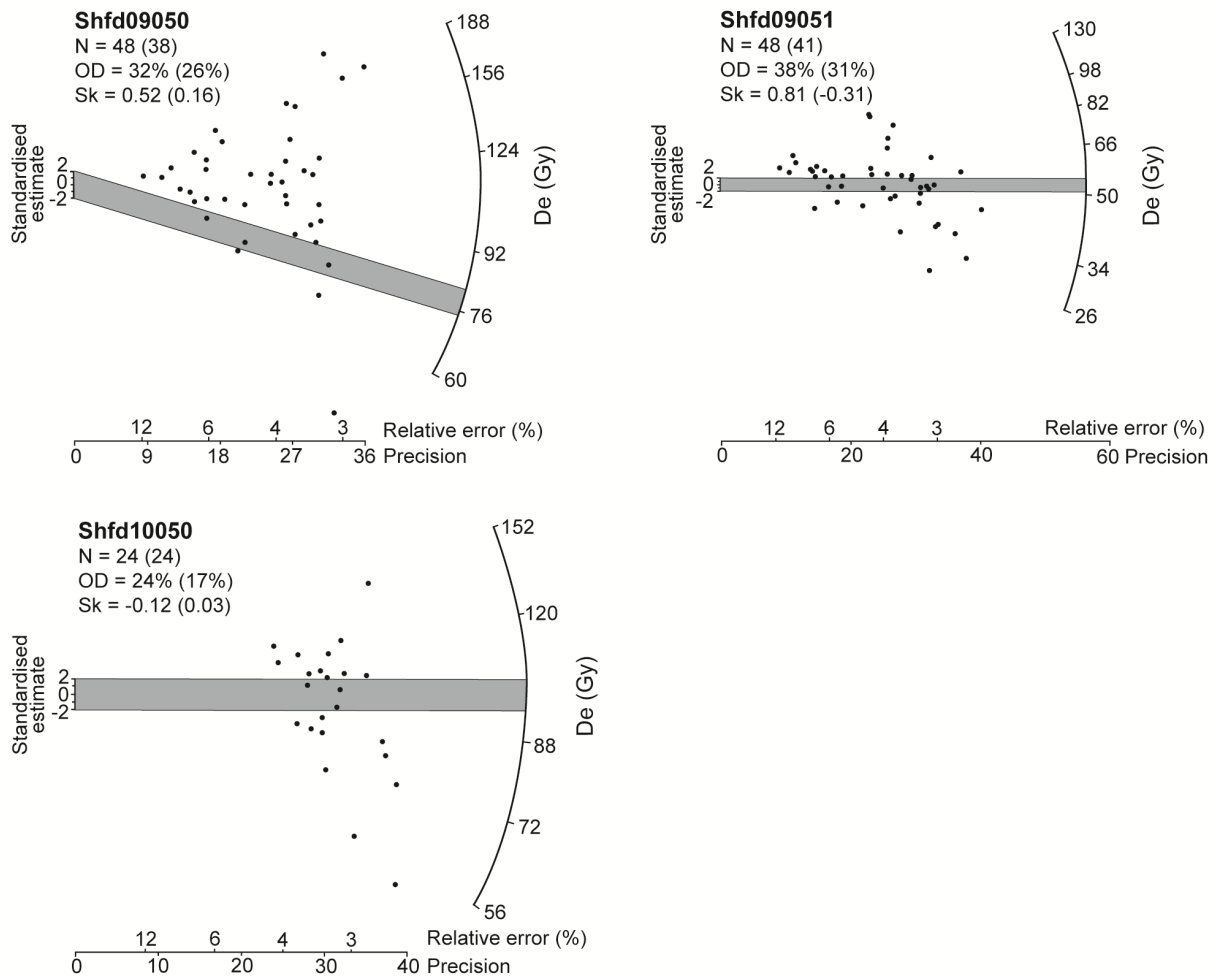 Shfd09050
N = 48 (38)
OD = 32% (26%)
Sk = 0.52 (0.16)
Standardised
estimate
2
0
-2
188
156
124
92
76
60
De (Gy)
12 6 4 3 Relative error (%)
0 9 18 27 36 Precision
Shfd09051
N = 48 (41)
OD = 38% (31%)
Sk = 0.81 (-0.31)
Standardised
estimate
2
0
-2
130
98
82
66
50
34
26
De (Gy)
12 6 4 3 Relative error (%)
0 20 40 60 Precision
Shfd10050
N = 24 (24)
OD = 24% (17%)
Sk = -0.12 (0.03)
Standardised
estimate
2
0
-2
152
120
88
72
56
De (Gy)
12 6 4 3 Relative error (%)
0 10 20 30 40 Precision